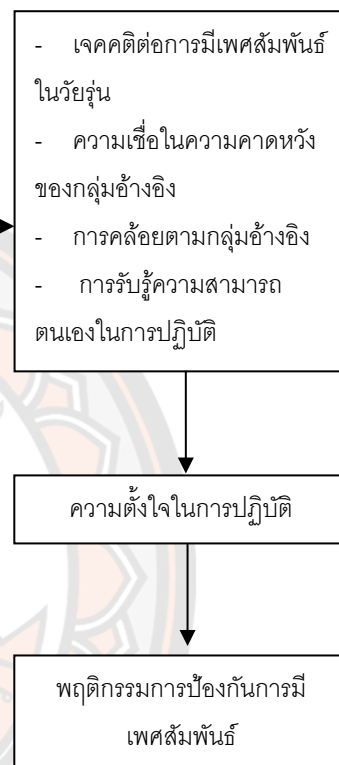 - เจคคติต่อการมีเพศสัมพันธ์
ในวัยรุ่น
- ความเชื่อในความคาดหวัง
ของกลุ่มอ้างอิง
- การคล้อยตามกลุ่มอ้างอิง
- การรับรู้ความสามารถ
ตนเองในการปฏิบัติ
ความตั้งใจในการปฏิบัติ
พฤติกรรมการป้องกันการมี
เพศสัมพันธ์